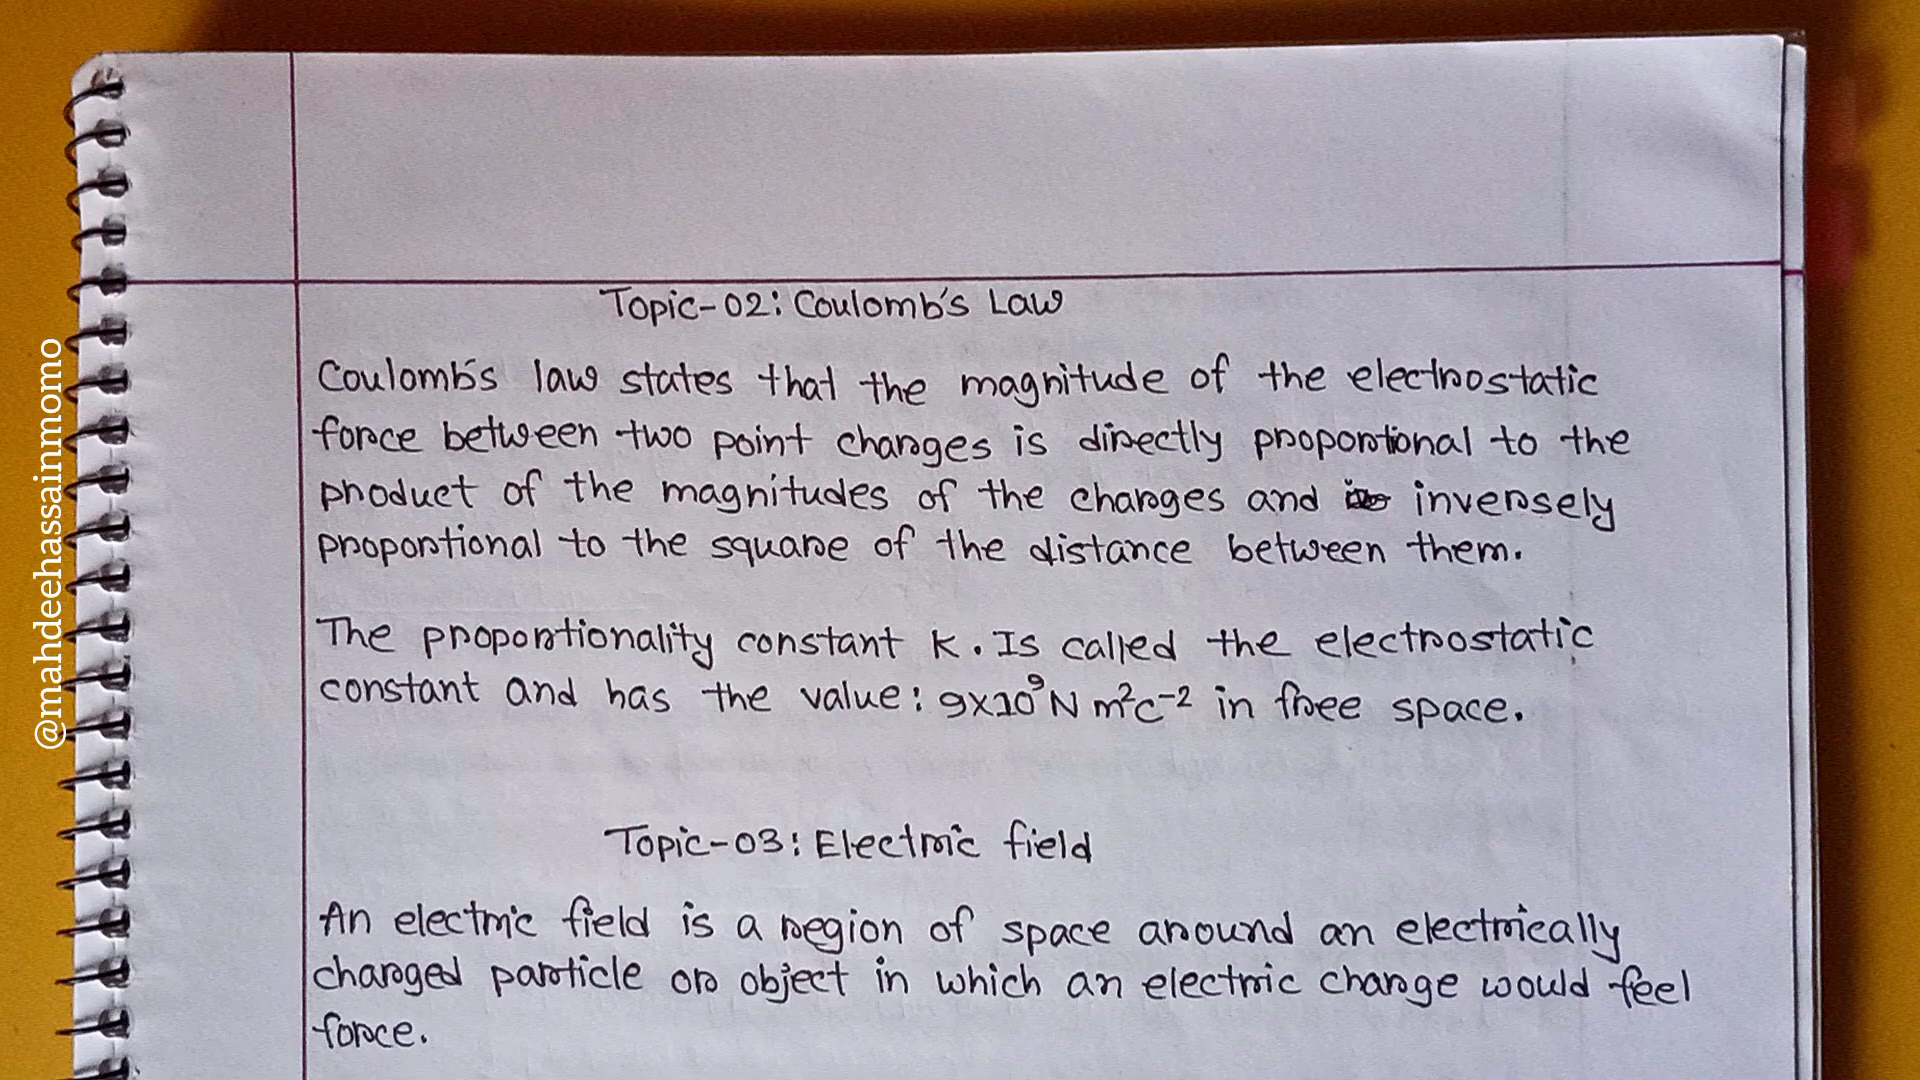 Topic-02: Coulomb's Law
Coulomb's law states that the magnitude of the electrostatic
force between two point charges is directly proportional to the
product of the magnitudes of the charges and inversely
proportional to the square of the distance between them.
The proportionality constant K. Is called the electrostatic
constant and has the value: 9x10⁹N m²c⁻² in free space.
Topic-03: Electric field
An electric field is a region of space around an electrically
charged particle or object in which an electric charge would feel
force.
@mahdeehassainmomo